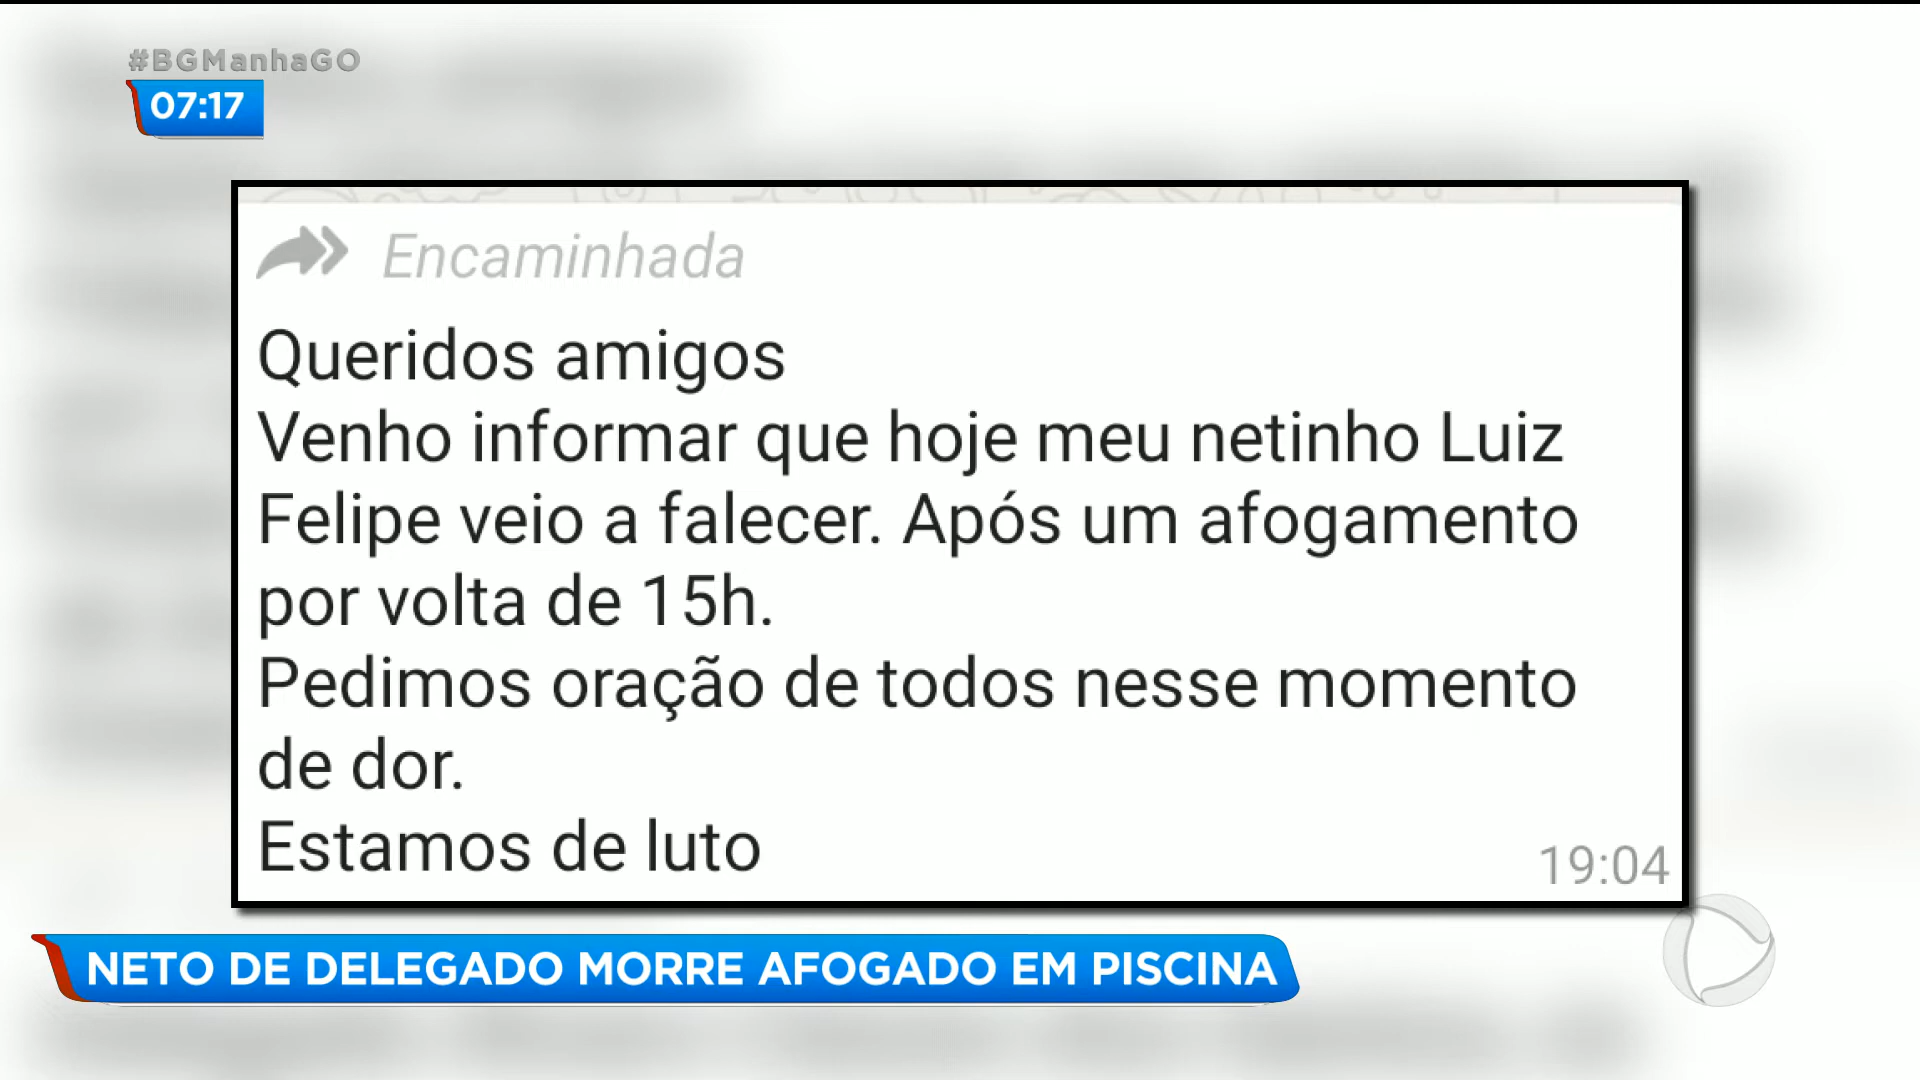 #BGManhaGO
07:17
Encaminhada
Queridos amigos
Venho informar que hoje meu netinho Luiz
Felipe veio a falecer. Após um afogamento
por volta de 15h.
Pedimos oração de todos nesse momento
de dor.
Estamos de luto
19:04
NETO DE DELEGADO MORRE AFOGADO EM PISCINA